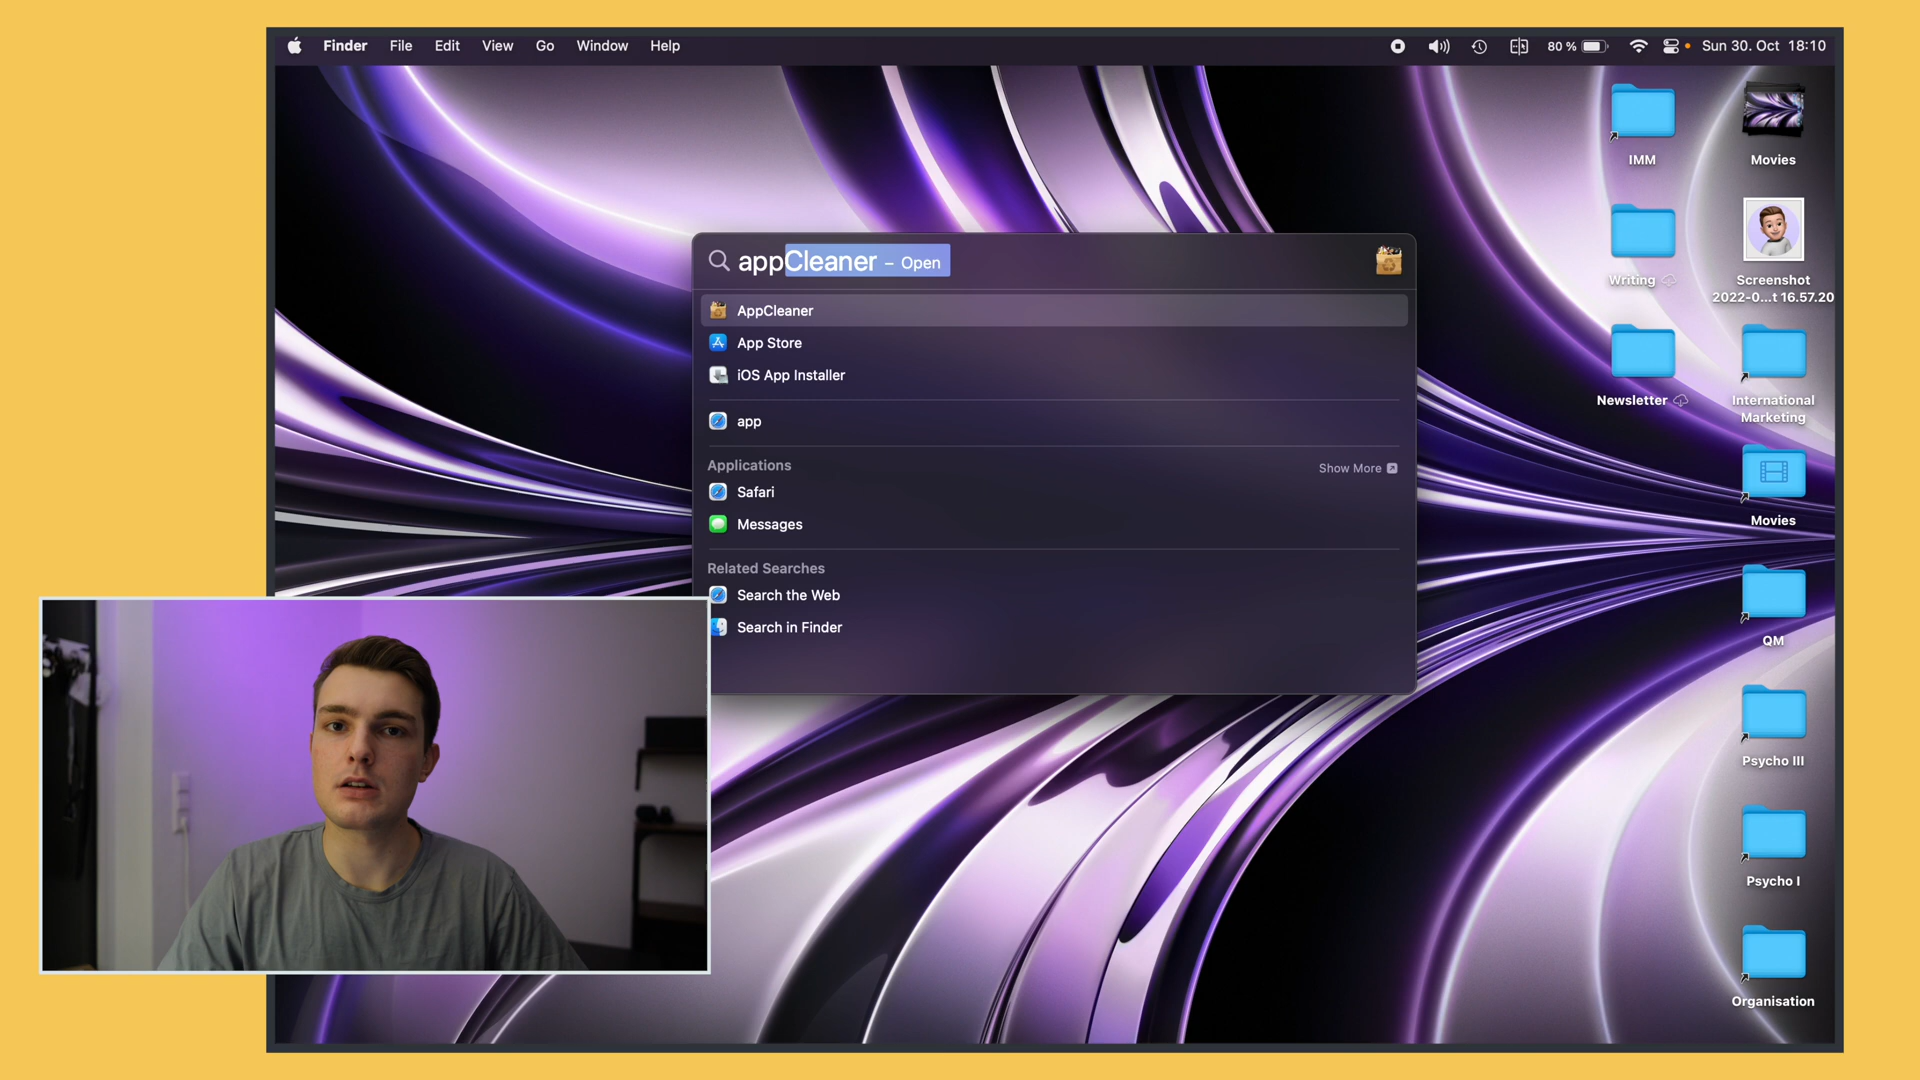 Finder File Edit View Go Window Help
80 % Sun 30. Oct 18:10
appCleaner – Open
AppCleaner
App Store
iOS App Installer
app
Applications
Show More
Safari
Messages
Related Searches
Search the Web
Search in Finder
IMM
Movies
Writing
Screenshot
2022-0...t 16.57.20
Newsletter
International
Marketing
Movies
QM
Psycho III
Psycho I
Organisation